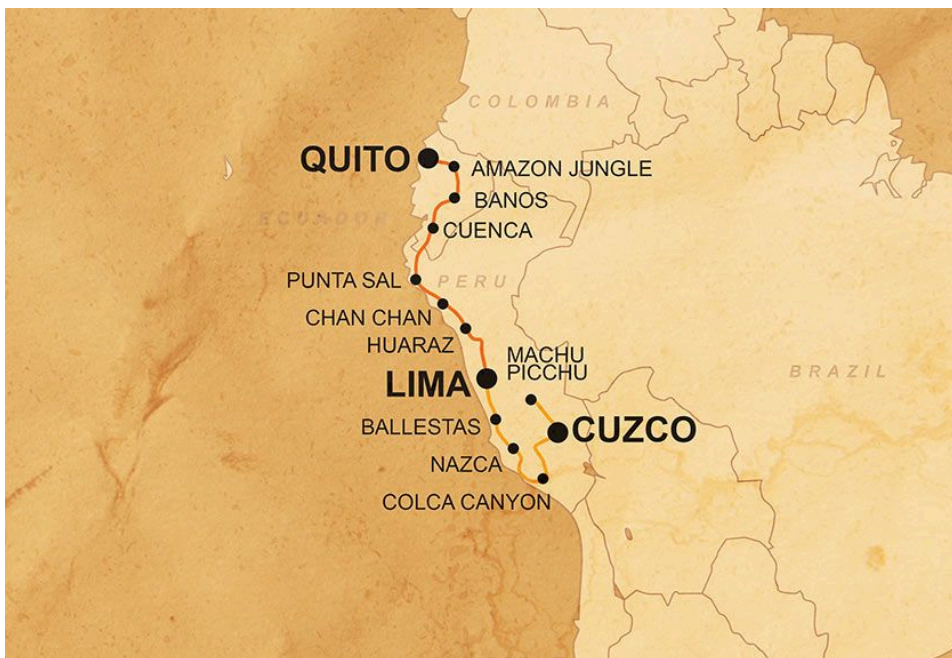 COLOMBIA
QUITO
AMAZON JUNGLE
BANOS
ECUADOR
CUENCA
PUNTA SAL
PERU
CHAN CHAN
HUARAZ
MACHU
PICCHU
BRAZIL
LIMA
BALLESTAS
CUZCO
NAZCA
COLCA CANYON